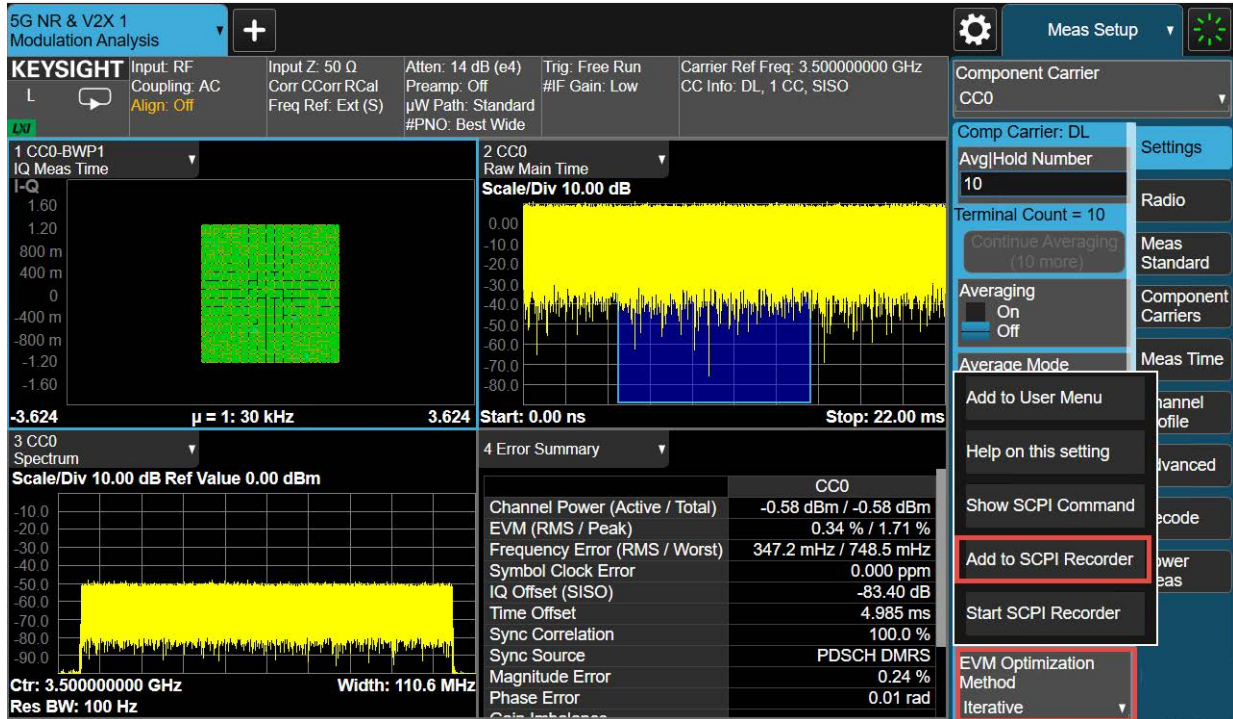 5G NR & V2X 1
Modulation Analysis
Meas Setup
KEYSIGHT
L
LXI
Input: RF
Coupling: AC
Align: Off
Input Z: 50 Ω
Corr CCorr RCal
Freq Ref: Ext (S)
Atten: 14 dB (e4)
Preamp: Off
µW Path: Standard
#PNO: Best Wide
Trig: Free Run
#IF Gain: Low
Carrier Ref Freq: 3.500000000 GHz
CC Info: DL, 1 CC, SISO
1 CC0-BWP1
IQ Meas Time
I-Q
1.60
1.20
800 m
400 m
0
-400 m
-800 m
-1.20
-1.60
-3.624
µ = 1: 30 kHz
3.624
2 CC0
Raw Main Time
Scale/Div 10.00 dB
0.00
-10.0
-20.0
-30.0
-40.0
-50.0
-60.0
-70.0
-80.0
Start: 0.00 ns
Stop: 22.00 ms
3 CC0
Spectrum
Scale/Div 10.00 dB Ref Value 0.00 dBm
-10.0
-20.0
-30.0
-40.0
-50.0
-60.0
-70.0
-80.0
-90.0
Ctr: 3.500000000 GHz
Width: 110.6 MHz
Res BW: 100 Hz
4 Error Summary
CC0
Channel Power (Active / Total) -0.58 dBm / -0.58 dBm
EVM (RMS / Peak) 0.34 % / 1.71 %
Frequency Error (RMS / Worst) 347.2 mHz / 748.5 mHz
Symbol Clock Error 0.000 ppm
IQ Offset (SISO) -83.40 dB
Time Offset 4.985 ms
Sync Correlation 100.0 %
Sync Source PDSCH DMRS
Magnitude Error 0.24 %
Phase Error 0.01 rad
Component Carrier
CC0
Comp Carrier: DL
Avg|Hold Number
10
Terminal Count = 10
Continue Averaging
(10 more)
Averaging
On
Off
Average Mode
Add to User Menu
Help on this setting
Show SCPI Command
Add to SCPI Recorder
Start SCPI Recorder
EVM Optimization
Method
Iterative
Settings
Radio
Meas
Standard
Component
Carriers
Meas Time